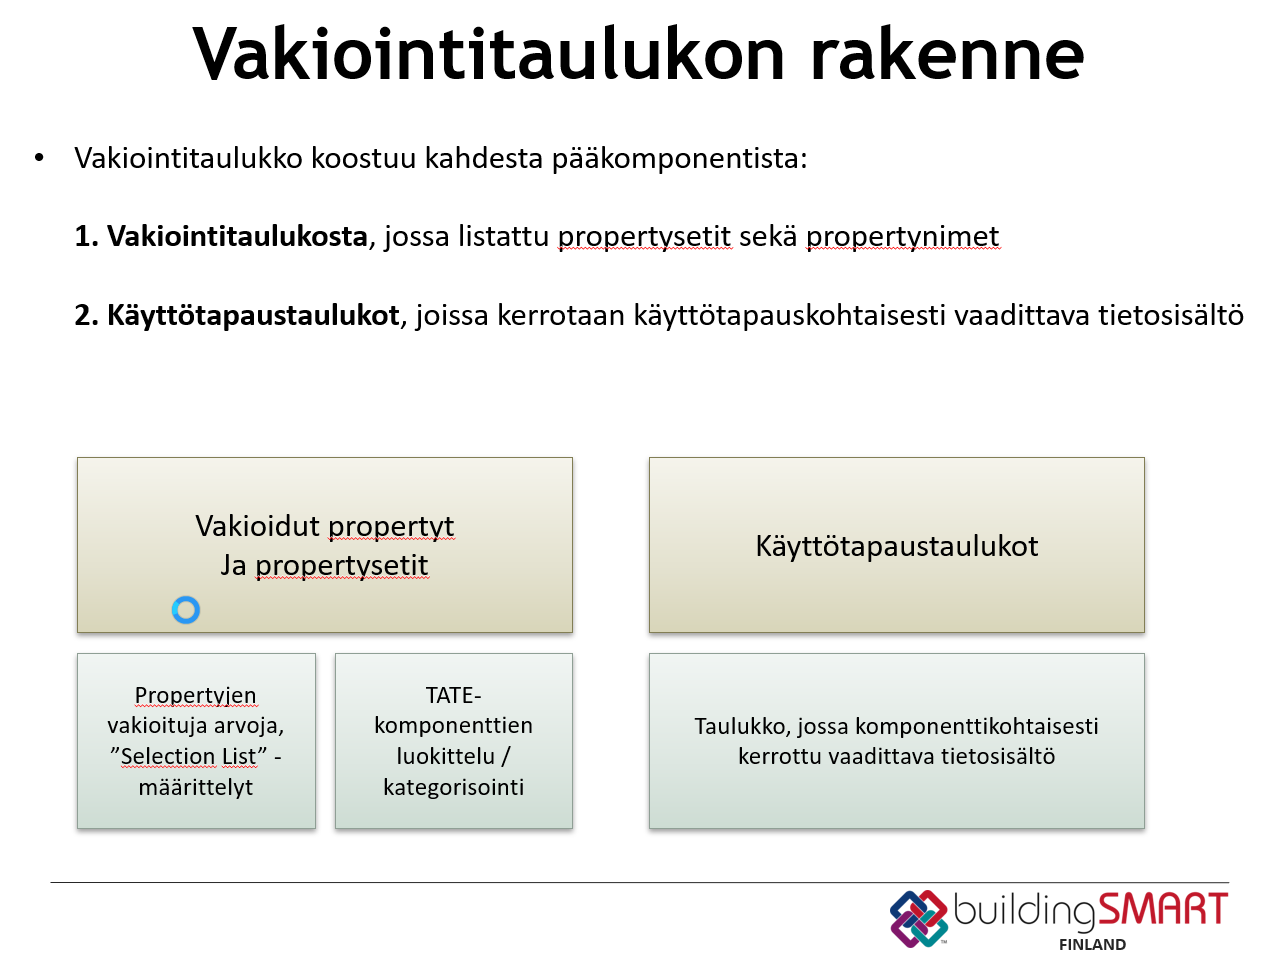 Vakiointitaulukon rakenne
• Vakiointitaulukko koostuu kahdesta pääkomponentista:
1. Vakiointitaulukosta, jossa listattu propertysetit sekä propertynimet
2. Käyttötapaustaulukot, joissa kerrotaan käyttötapauskohtaisesti vaadittava tietosisältö
Vakioidut propertyt
Ja propertysetit
Käyttötapaustaulukot
Propertyjen
vakioituja arvoja,
”Selection List” -
määrittelyt
TATE-
komponenttien
luokittelu /
kategorisointi
Taulukko, jossa komponenttikohtaisesti
kerrottu vaadittava tietosisältö
buildingSMART
™
FINLAND